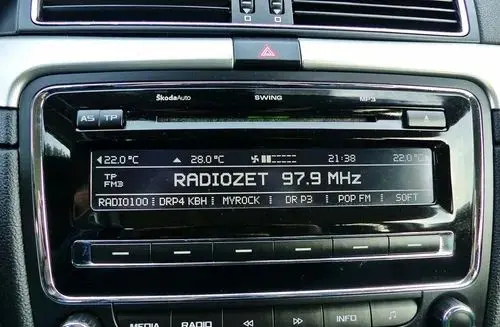 ŠkodaAuto SWING MP3
AS TP
22.0°C 28.0°C 21:38 22.0°C
TP
FM3
RADIOZET 97.9 MHz
RADIO100 DRP4 KBH MYROCK DR P3 POP FM SOFT
MEDIA RADIO INFO